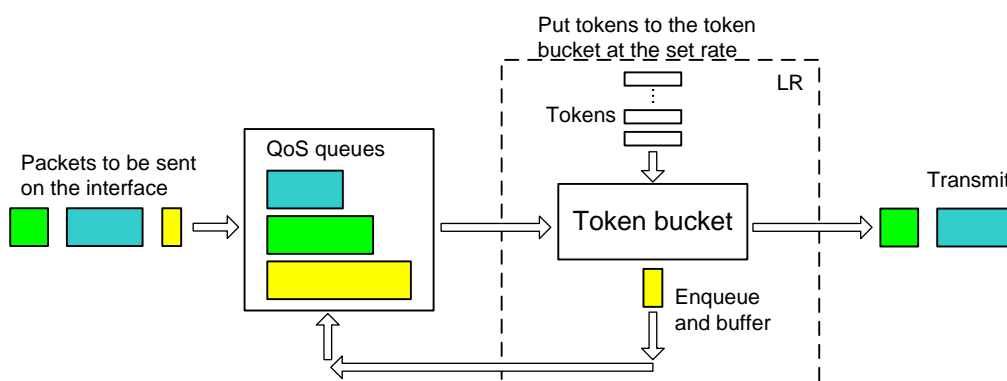 Put tokens to the token
bucket at the set rate
LR
Tokens
QoS queues
Packets to be sent
on the interface
Transmit
Token bucket
Enqueue
and buffer